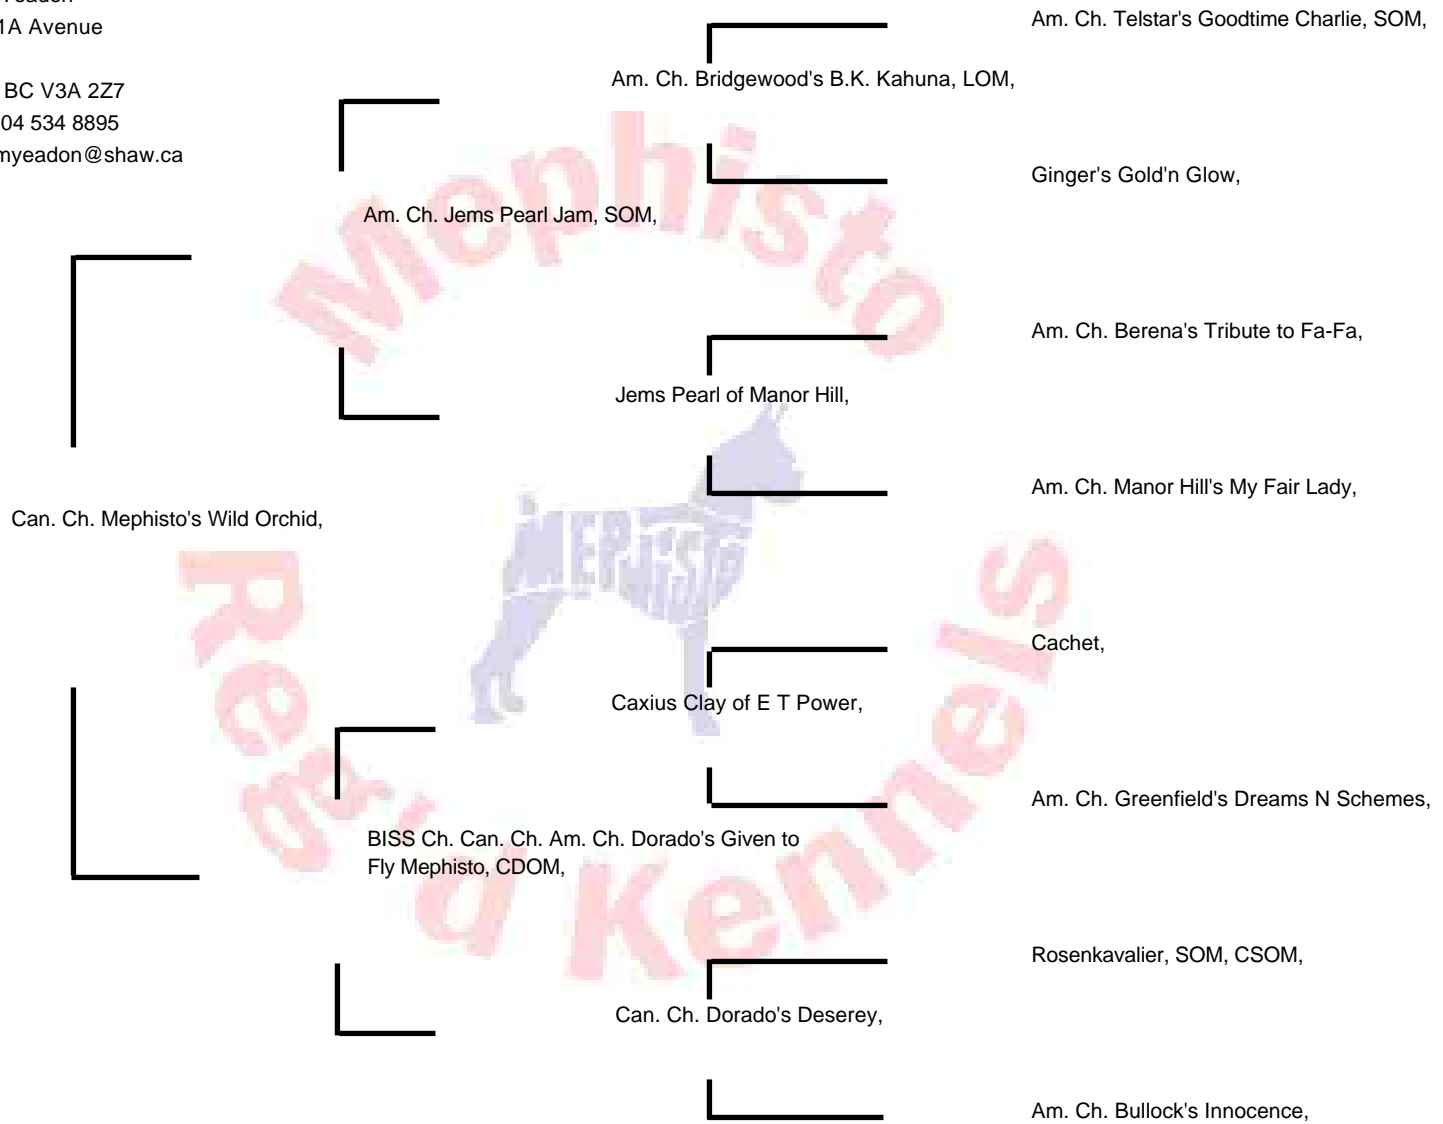 1A Avenue
BC V3A 2Z7
04 534 8895
myeadon@shaw.ca
Am. Ch. Telstar's Goodtime Charlie, SOM,
Am. Ch. Bridgewood's B.K. Kahuna, LOM,
Ginger's Gold'n Glow,
Am. Ch. Jems Pearl Jam, SOM,
Am. Ch. Berena's Tribute to Fa-Fa,
Jems Pearl of Manor Hill,
Am. Ch. Manor Hill's My Fair Lady,
Can. Ch. Mephisto's Wild Orchid,
Cachet,
Caxius Clay of E T Power,
Am. Ch. Greenfield's Dreams N Schemes,
BISS Ch. Can. Ch. Am. Ch. Dorado's Given to
Fly Mephisto, CDOM,
Rosenkavalier, SOM, CSOM,
Can. Ch. Dorado's Deserey,
Am. Ch. Bullock's Innocence,
Mephisto
MEPHISTO
Reg'd Kennels